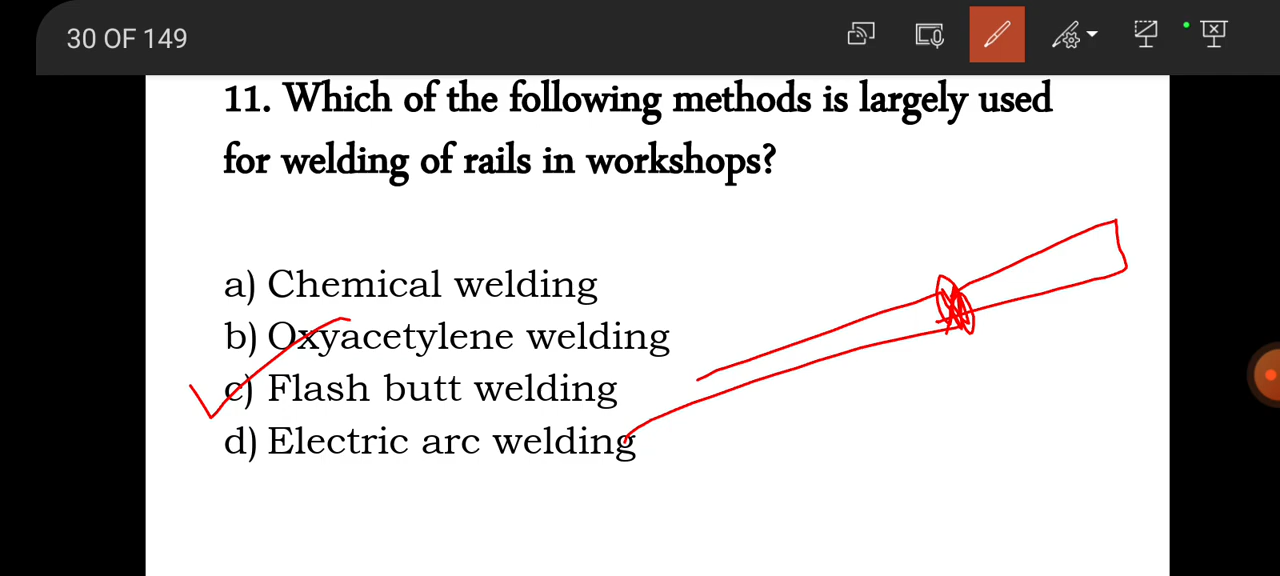 30 OF 149
11. Which of the following methods is largely used
for welding of rails in workshops?
a) Chemical welding
b) Oxyacetylene welding
c) Flash butt welding
d) Electric arc welding